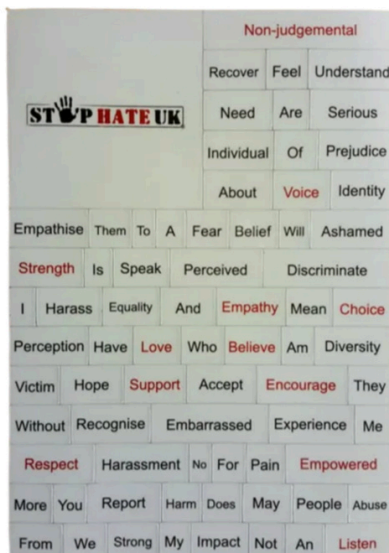 Non-judgemental
Recover Feel Understand
STOP HATE UK
Need Are Serious
Individual Of Prejudice
About Voice Identity
Empathise Them To A Fear Belief Will Ashamed
Strength Is Speak Perceived Discriminate
I Harass Equality And Empathy Mean Choice
Perception Have Love Who Believe Am Diversity
Victim Hope Support Accept Encourage They
Without Recognise Embarrassed Experience Me
Respect Harassment No For Pain Empowered
More You Report Harm Does May People Abuse
From We Strong My Impact Not An Listen